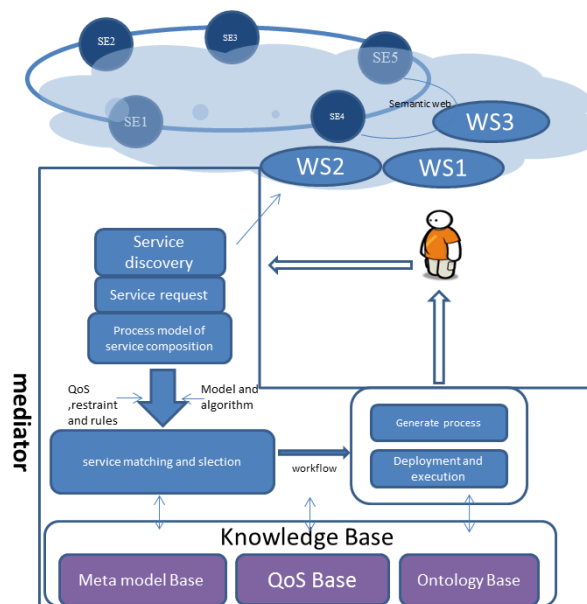 SE2
SE3
SE5
SE1
SE4
Semantic web
WS3
WS2
WS1
Service
discovery
Service request
Process model of
service composition
mediator
QoS
,restraint
and rules
Model and
algorithm
service matching and slection
workflow
Generate process
Deployment and
execution
Knowledge Base
Meta model Base
QoS Base
Ontology Base